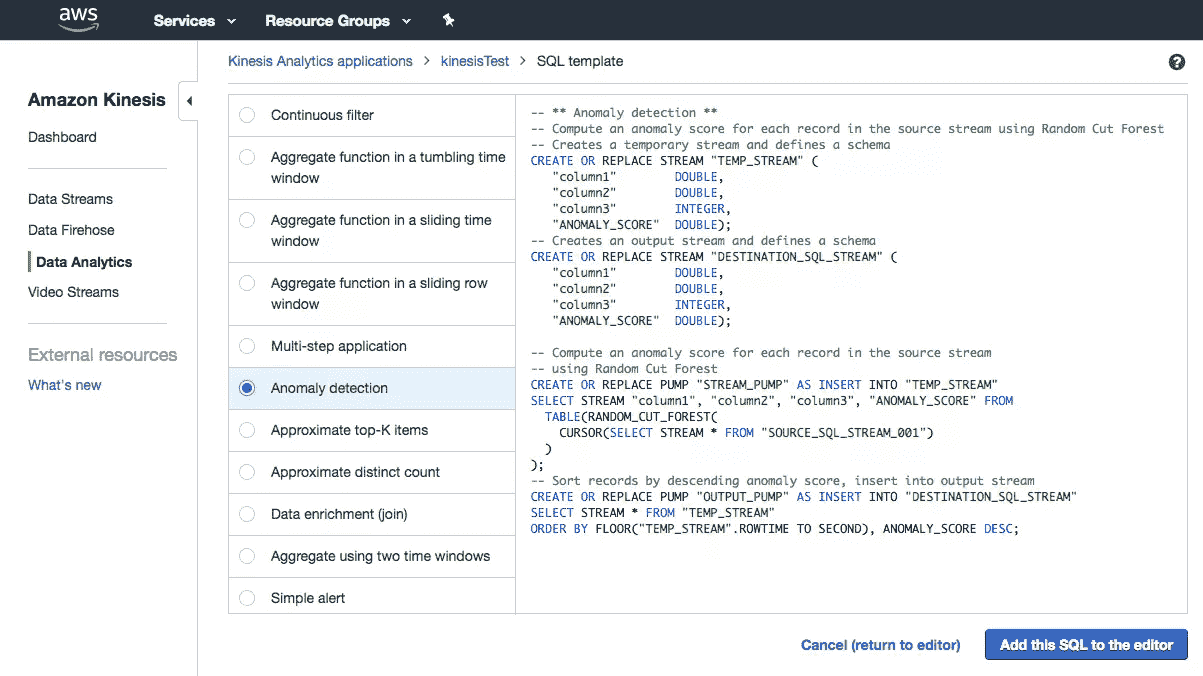 aws Services Resource Groups
Kinesis Analytics applications > kinesisTest > SQL template
?
Amazon Kinesis
Dashboard
Data Streams
Data Firehose
Data Analytics
Video Streams
External resources
What's new
Continuous filter
Aggregate function in a tumbling time
window
Aggregate function in a sliding time
window
Aggregate function in a sliding row
window
Multi-step application
Anomaly detection
Approximate top-K items
Approximate distinct count
Data enrichment (join)
Aggregate using two time windows
Simple alert
-- ** Anomaly detection **
-- Compute an anomaly score for each record in the source stream using Random Cut Forest
-- Creates a temporary stream and defines a schema
CREATE OR REPLACE STREAM "TEMP_STREAM" (
   "column1"        DOUBLE,
   "column2"        DOUBLE,
   "column3"        INTEGER,
   "ANOMALY_SCORE"  DOUBLE);
-- Creates an output stream and defines a schema
CREATE OR REPLACE STREAM "DESTINATION_SQL_STREAM" (
   "column1"        DOUBLE,
   "column2"        DOUBLE,
   "column3"        INTEGER,
   "ANOMALY_SCORE"  DOUBLE);
-- Compute an anomaly score for each record in the source stream
-- using Random Cut Forest
CREATE OR REPLACE PUMP "STREAM_PUMP" AS INSERT INTO "TEMP_STREAM"
SELECT STREAM "column1", "column2", "column3", "ANOMALY_SCORE" FROM
  TABLE(RANDOM_CUT_FOREST(
    CURSOR(SELECT STREAM * FROM "SOURCE_SQL_STREAM_001")
  )
);
-- Sort records by descending anomaly score, insert into output stream
CREATE OR REPLACE PUMP "OUTPUT_PUMP" AS INSERT INTO "DESTINATION_SQL_STREAM"
SELECT STREAM * FROM "TEMP_STREAM"
ORDER BY FLOOR("TEMP_STREAM".ROWTIME TO SECOND), ANOMALY_SCORE DESC;
Cancel (return to editor) Add this SQL to the editor